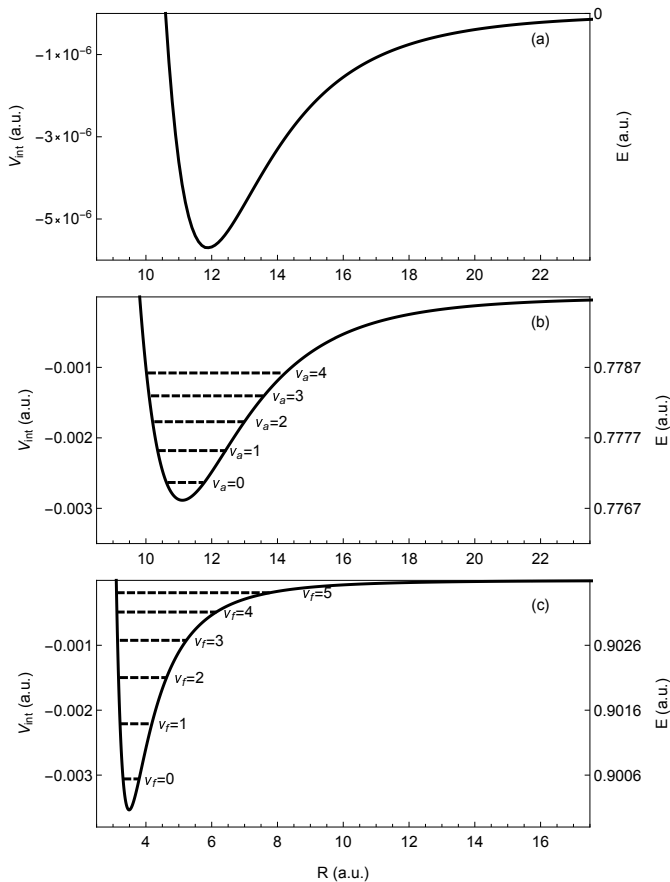 (a)
0
−1×10⁻⁶
−3×10⁻⁶
−5×10⁻⁶
V_int (a.u.)
E (a.u.)
10 12 14 16 18 20 22
(b)
−0.001
−0.002
−0.003
V_int (a.u.)
v_a=4
v_a=3
v_a=2
v_a=1
v_a=0
0.7787
0.7777
0.7767
E (a.u.)
10 12 14 16 18 20 22
(c)
−0.001
−0.002
−0.003
V_int (a.u.)
v_f=5
v_f=4
v_f=3
v_f=2
v_f=1
v_f=0
0.9026
0.9016
0.9006
E (a.u.)
4 6 8 10 12 14 16
R (a.u.)